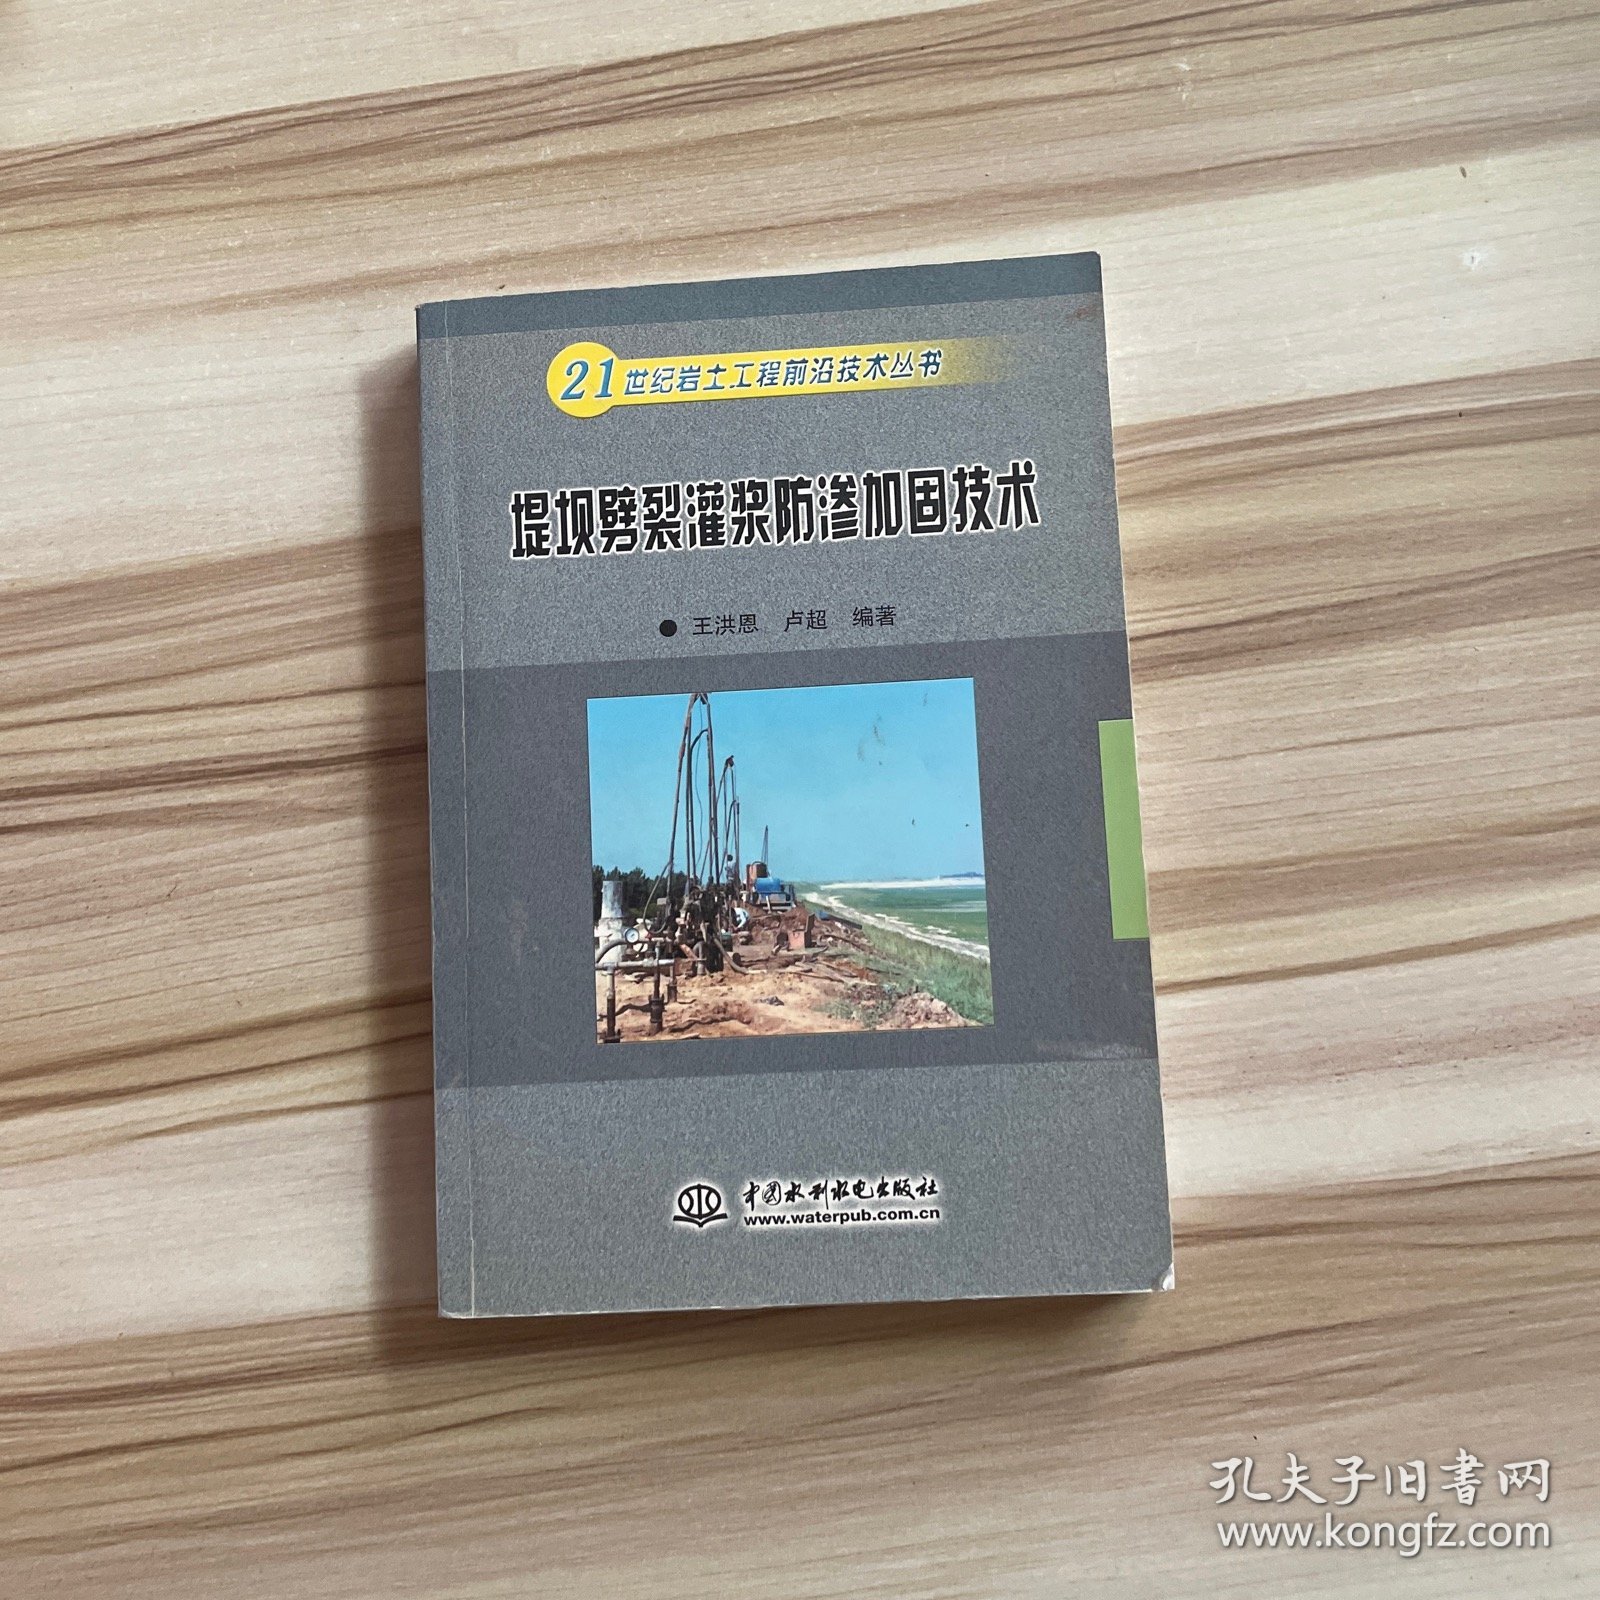 21世纪岩土工程前沿技术丛书
堤坝劈裂灌浆防渗加固技术
● 王洪恩 卢超 编著
中国水利水电出版社
www.waterpub.com.cn
孔夫子旧书网
www.kongfz.com